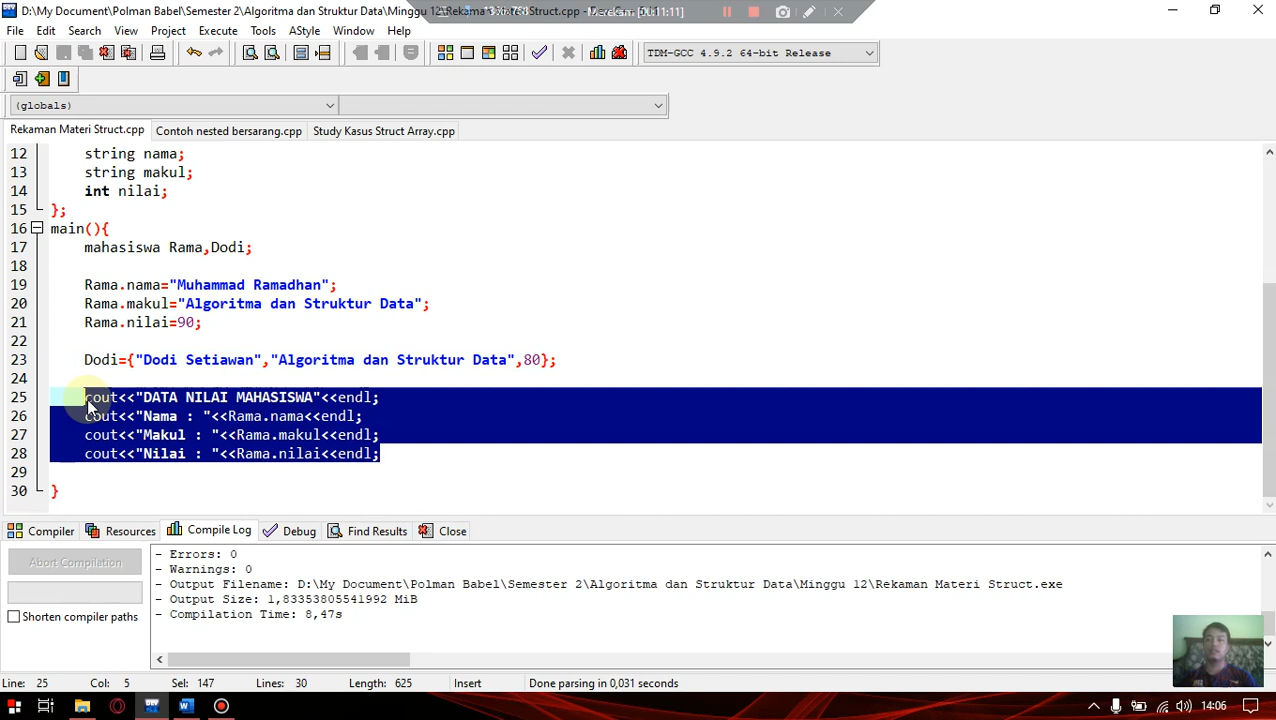 D:\My Document\Polman Babel\Semester 2\Algoritma dan Struktur Data\Minggu 12\Rekama
Materi Struct.cpp
File Edit Search View Project Execute Tools AStyle Window Help
TDM-GCC 4.9.2 64-bit Release
(globals)
Rekaman Materi Struct.cpp Contoh nested bersarang.cpp Study Kasus Struct Array.cpp
12 string nama;
13 string makul;
14 int nilai;
15 };
16 main(){
17 mahasiswa Rama,Dodi;
18
19 Rama.nama="Muhammad Ramadhan";
20 Rama.makul="Algoritma dan Struktur Data";
21 Rama.nilai=90;
22
23 Dodi={"Dodi Setiawan","Algoritma dan Struktur Data",80};
24
25 cout<<"DATA NILAI MAHASISWA"<<endl;
26 cout<<"Nama : "<<Rama.nama<<endl;
27 cout<<"Makul : "<<Rama.makul<<endl;
28 cout<<"Nilai : "<<Rama.nilai<<endl;
29
30 }
Compiler Resources Compile Log Debug Find Results Close
Abort Compilation
Shorten compiler paths
- Errors: 0
- Warnings: 0
- Output Filename: D:\My Document\Polman Babel\Semester 2\Algoritma dan Struktur Data\Minggu 12\Rekaman Materi Struct.exe
- Output Size: 1,83353805541992 MiB
- Compilation Time: 8,47s
Line: 25 Col: 5 Sel: 147 Lines: 30 Length: 625 Insert Done parsing in 0,031 seconds
14:06